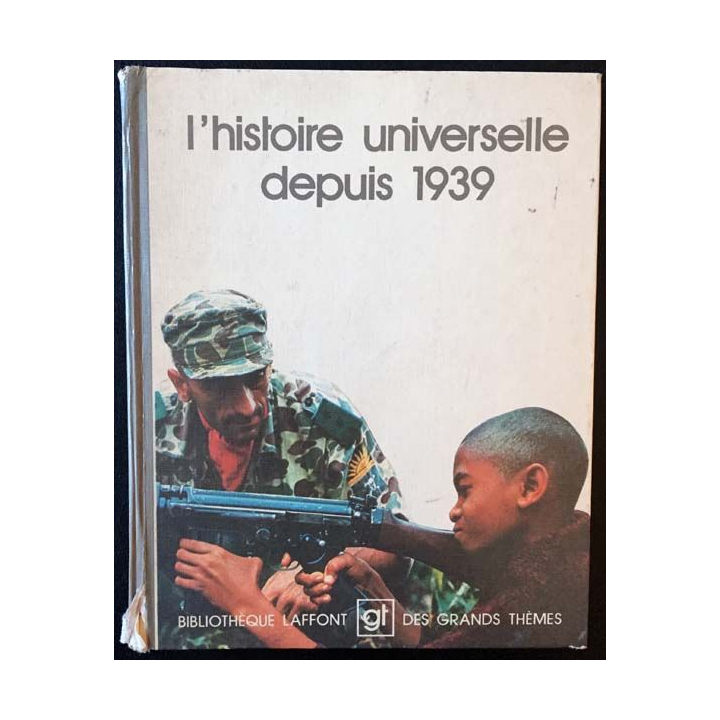 l'histoire universelle
depuis 1939
BIBLIOTHÈQUE LAFFONT gt DES GRANDS THÈMES